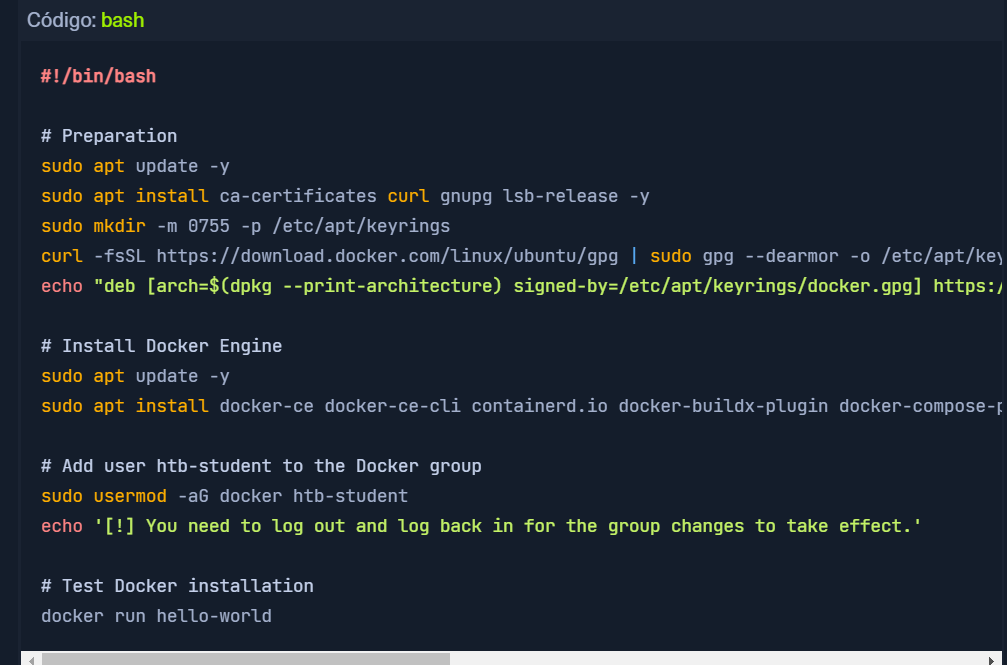 Código: bash
#!/bin/bash
# Preparation
sudo apt update -y
sudo apt install ca-certificates curl gnupg lsb-release -y
sudo mkdir -m 0755 -p /etc/apt/keyrings
curl -fsSL https://download.docker.com/linux/ubuntu/gpg | sudo gpg --dearmor -o /etc/apt/key
echo "deb [arch=$(dpkg --print-architecture) signed-by=/etc/apt/keyrings/docker.gpg] https:/
# Install Docker Engine
sudo apt update -y
sudo apt install docker-ce docker-ce-cli containerd.io docker-buildx-plugin docker-compose-p
# Add user htb-student to the Docker group
sudo usermod -aG docker htb-student
echo '[!] You need to log out and log back in for the group changes to take effect.'
# Test Docker installation
docker run hello-world